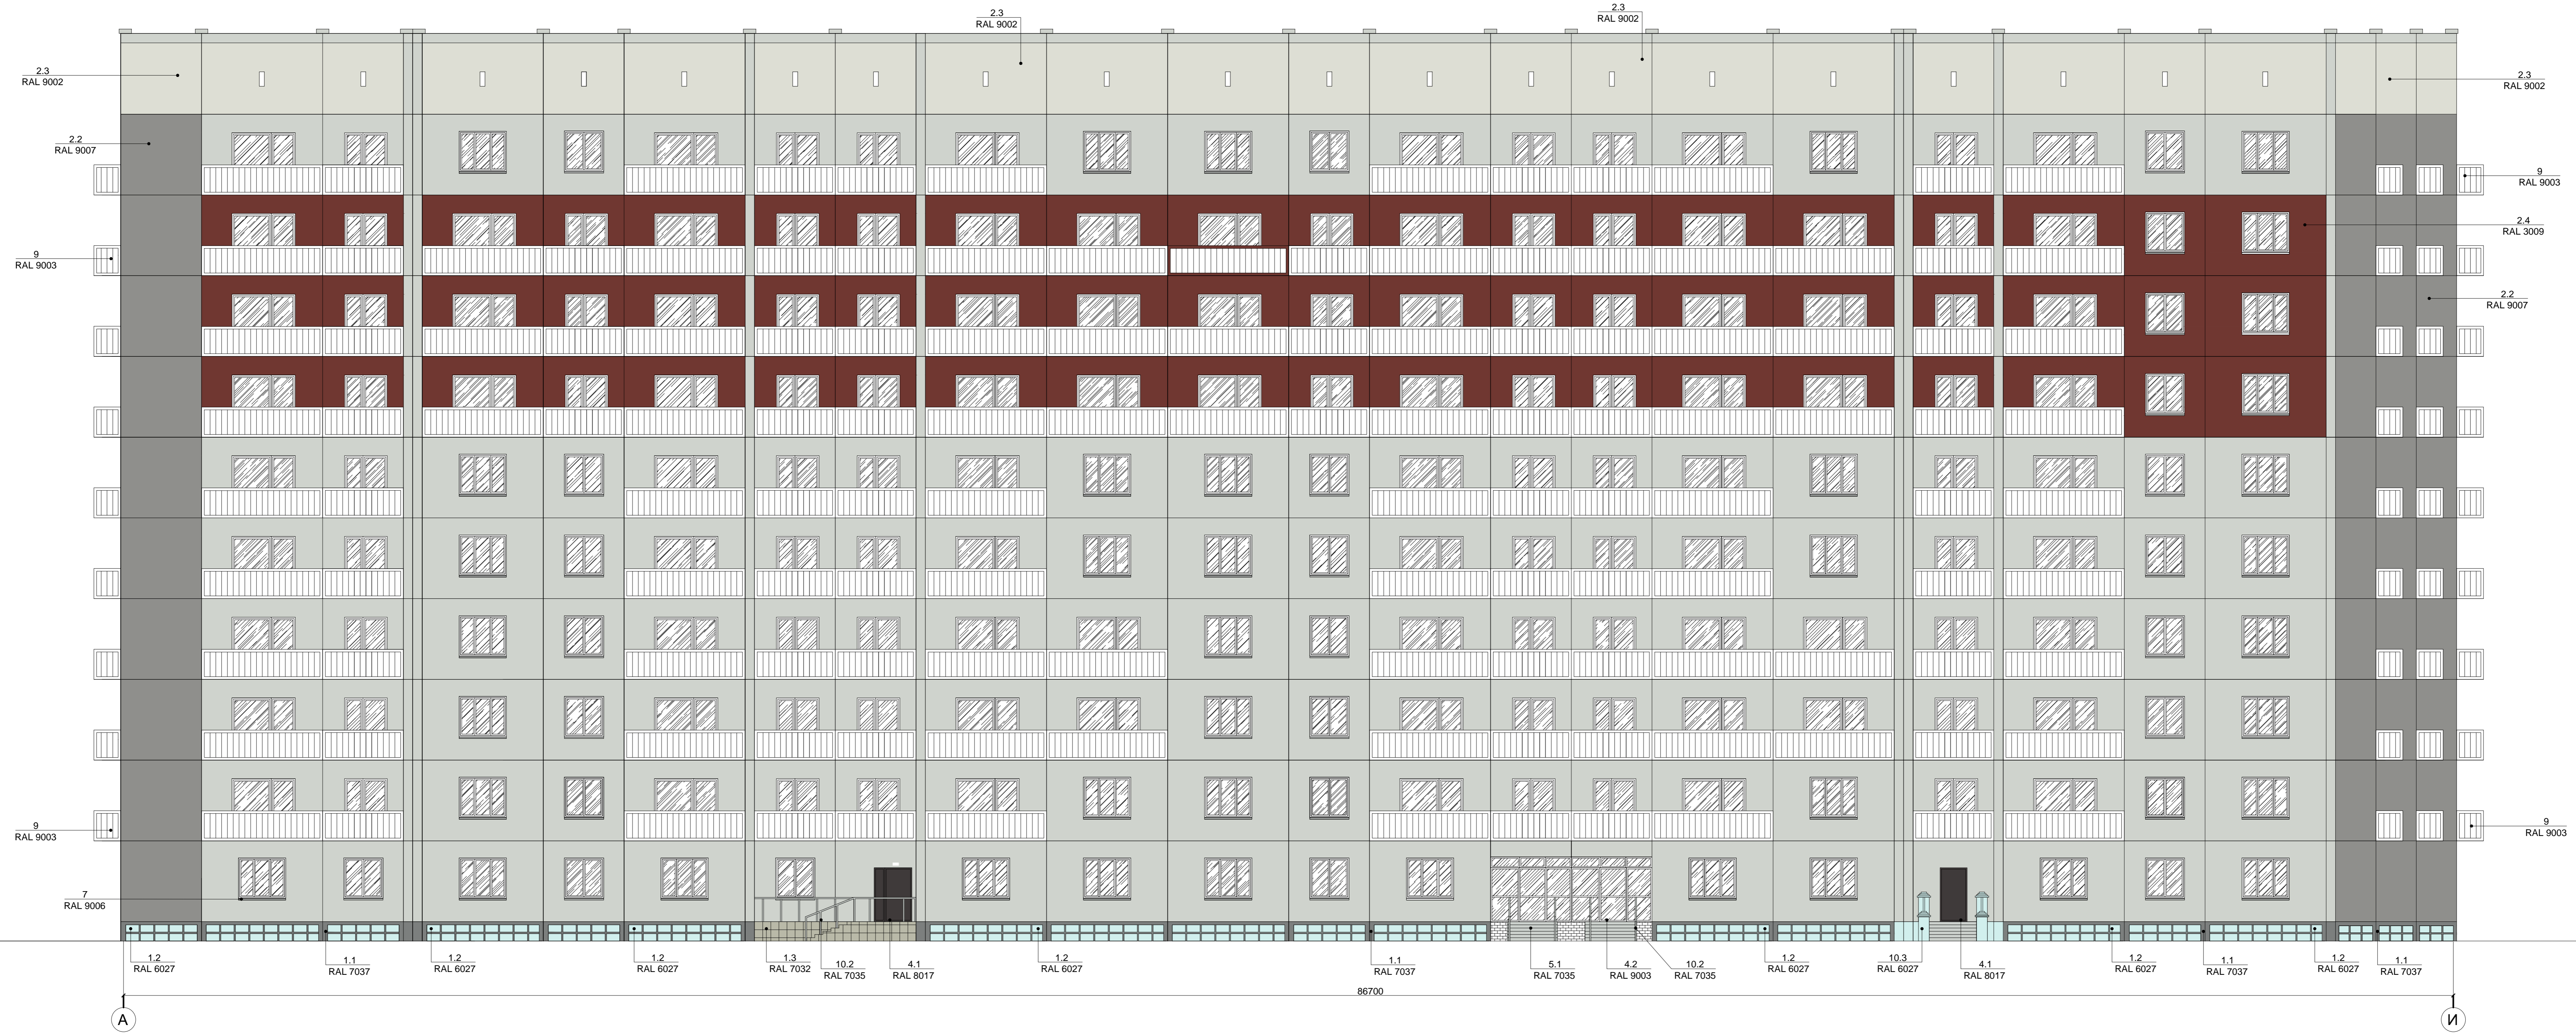 2.3
RAL 9002
2.3
RAL 9002
2.3
RAL 9002
2.3
RAL 9002
2.2
RAL 9007
9
RAL 9003
2.4
RAL 3009
9
RAL 9003
2.2
RAL 9007
9
RAL 9003
9
RAL 9003
7
RAL 9006
1.2
RAL 6027
1.1
RAL 7037
1.2
RAL 6027
1.2
RAL 6027
1.3
RAL 7032
10.2
RAL 7035
4.1
RAL 8017
1.2
RAL 6027
1.1
RAL 7037
5.1
RAL 7035
4.2
RAL 9003
10.2
RAL 7035
1.2
RAL 6027
10.3
RAL 6027
4.1
RAL 8017
1.2
RAL 6027
1.1
RAL 7037
1.2
RAL 6027
1.1
RAL 7037
86700
А
И